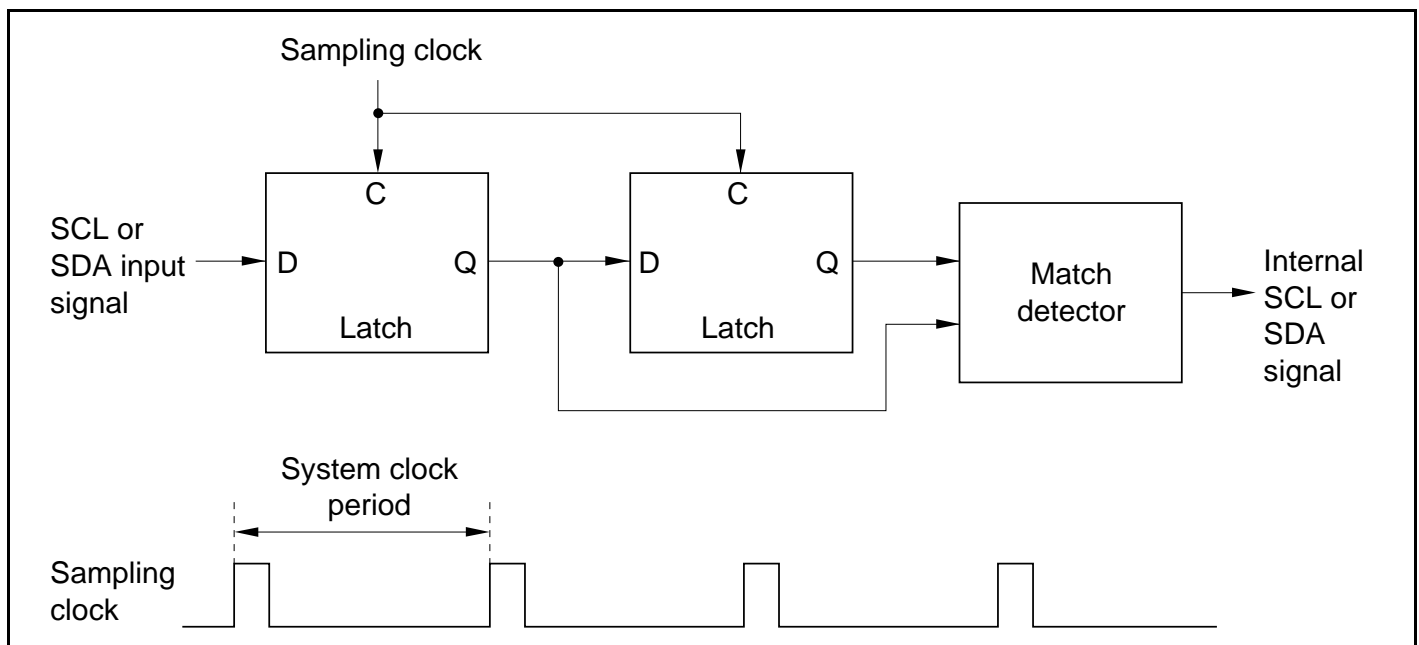 Sampling clock
SCL or
SDA input
signal
C
D
Q
Latch
C
D
Q
Latch
Match
detector
Internal
SCL or
SDA
signal
System clock
period
Sampling
clock